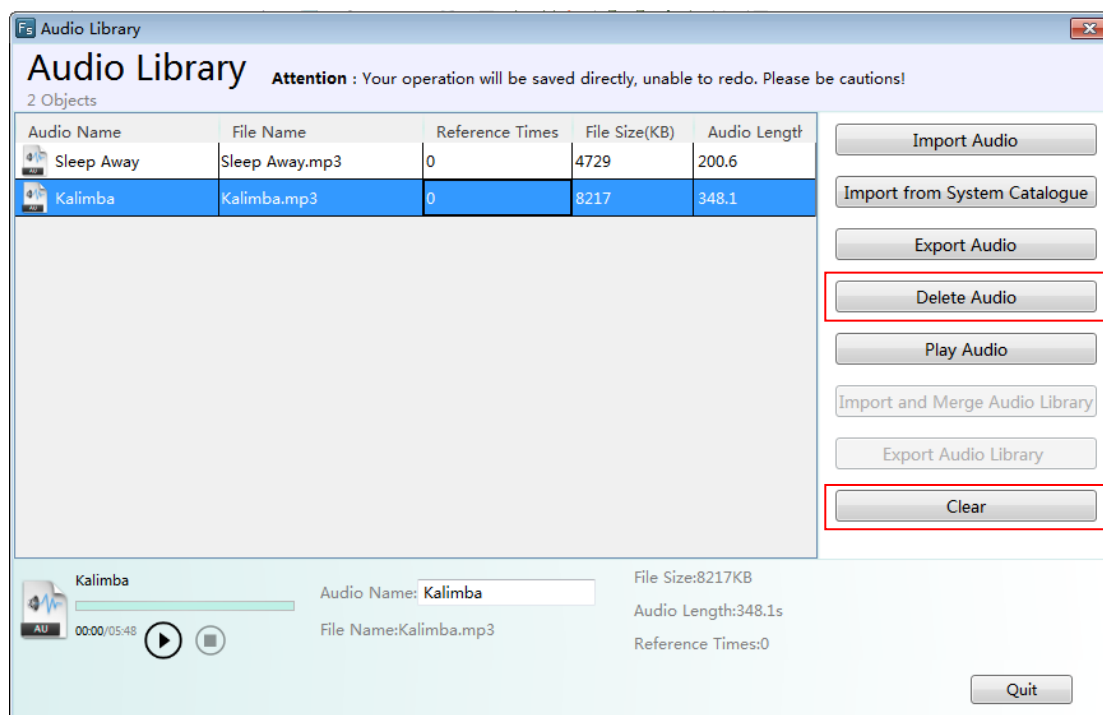 Fs Audio Library
Audio Library Attention : Your operation will be saved directly, unable to redo. Please be cautions!
2 Objects
Audio Name File Name Reference Times File Size(KB) Audio Length
Sleep Away Sleep Away.mp3 0 4729 200.6
Kalimba Kalimba.mp3 0 8217 348.1
Import Audio
Import from System Catalogue
Export Audio
Delete Audio
Play Audio
Import and Merge Audio Library
Export Audio Library
Clear
Kalimba
AU
00:00/05:48
Audio Name: Kalimba
File Name:Kalimba.mp3
File Size:8217KB
Audio Length:348.1s
Reference Times:0
Quit